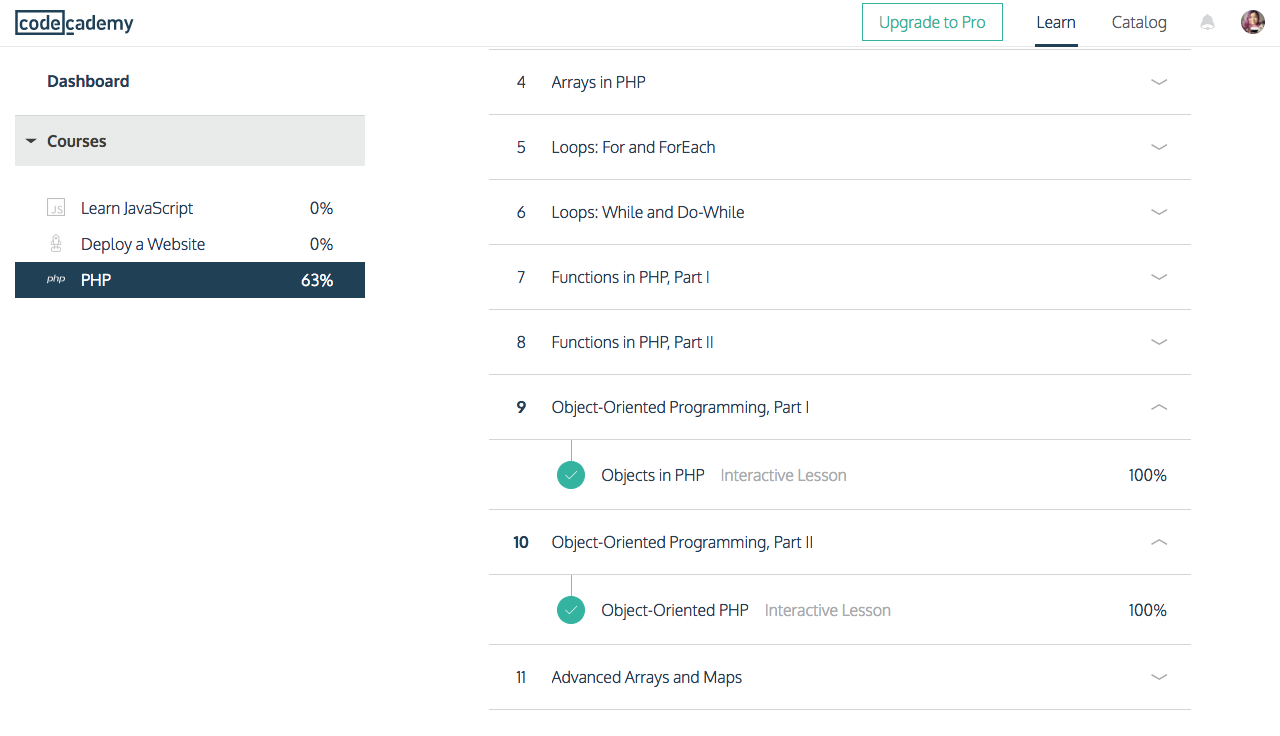 codecademy
Upgrade to Pro
Learn
Catalog
Dashboard
Courses
JS Learn JavaScript 0%
Deploy a Website 0%
php PHP 63%
4 Arrays in PHP
5 Loops: For and ForEach
6 Loops: While and Do-While
7 Functions in PHP, Part I
8 Functions in PHP, Part II
9 Object-Oriented Programming, Part I
Objects in PHP Interactive Lesson 100%
10 Object-Oriented Programming, Part II
Object-Oriented PHP Interactive Lesson 100%
11 Advanced Arrays and Maps